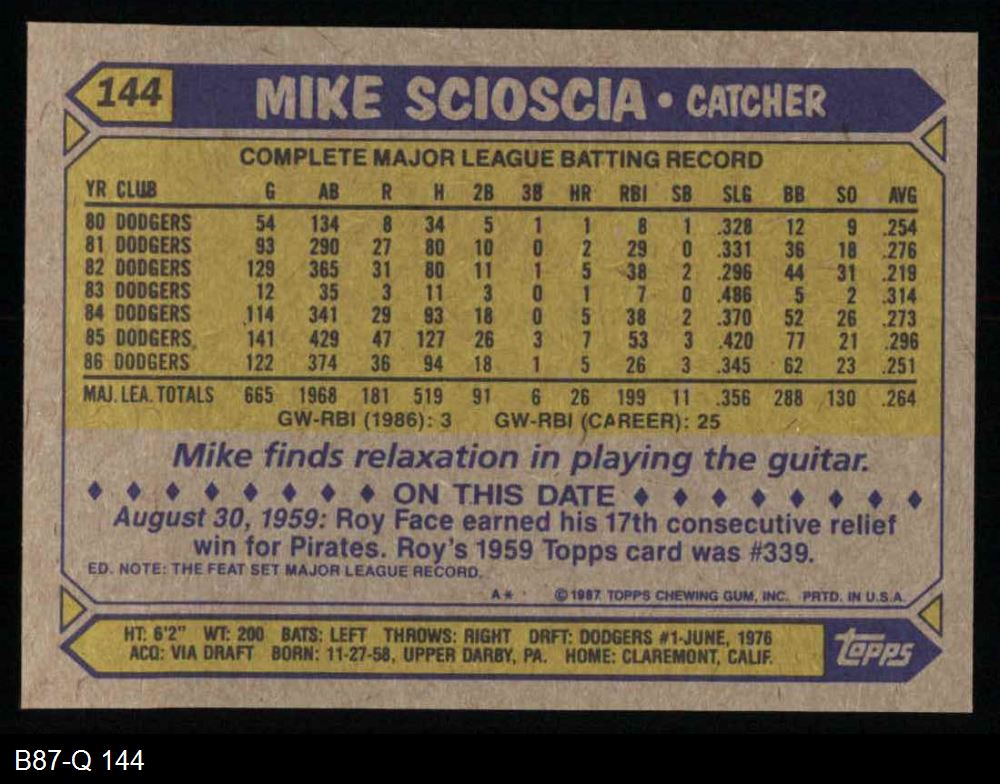 144 MIKE SCIOSCIA • CATCHER
COMPLETE MAJOR LEAGUE BATTING RECORD
YR CLUB G AB R H 2B 3B HR RBI SB SLG BB SO AVG
80 DODGERS 54 134 8 34 5 1 1 8 1 .328 12 9 .254
81 DODGERS 93 290 27 80 10 0 2 29 0 .331 36 18 .276
82 DODGERS 129 365 31 80 11 1 5 38 2 .296 44 31 .219
83 DODGERS 12 35 3 11 3 0 1 7 0 .486 5 2 .314
84 DODGERS 114 341 29 93 18 0 5 38 2 .370 52 26 .273
85 DODGERS 141 429 47 127 26 3 7 53 3 .420 77 21 .296
86 DODGERS 122 374 36 94 18 1 5 26 3 .345 62 23 .251
MAJ. LEA. TOTALS 665 1968 181 519 91 6 26 199 11 .356 288 130 .264
GW-RBI (1986): 3 GW-RBI (CAREER): 25
Mike finds relaxation in playing the guitar.
♦ ♦ ♦ ♦ ♦ ♦ ♦ ♦ ON THIS DATE ♦ ♦ ♦ ♦ ♦ ♦ ♦ ♦
August 30, 1959: Roy Face earned his 17th consecutive relief
win for Pirates. Roy's 1959 Topps card was #339.
ED. NOTE: THE FEAT SET MAJOR LEAGUE RECORD.
A* © 1987 TOPPS CHEWING GUM, INC. PRTD. IN U.S.A.
HT: 6'2" WT: 200 BATS: LEFT THROWS: RIGHT DRFT: DODGERS #1-JUNE, 1976
ACQ: VIA DRAFT BORN: 11-27-58, UPPER DARBY, PA. HOME: CLAREMONT, CALIF.
Topps
B87-Q 144